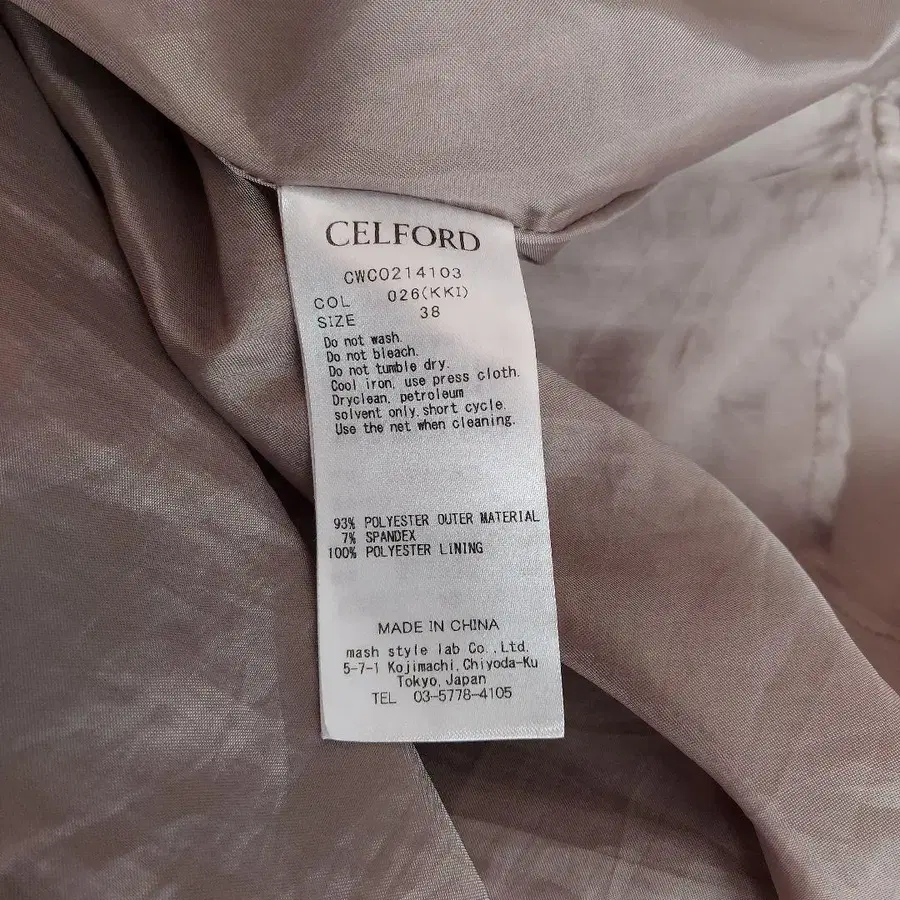 CELFORD
CWCO214103
COL 026(KKI)
SIZE 38
Do not wash.
Do not bleach.
Do not tumble dry.
Cool iron, use press cloth.
Dryclean, petroleum
solvent only, short cycle.
Use the net when cleaning.
93% POLYESTER OUTER MATERIAL
7% SPANDEX
100% POLYESTER LINING
MADE IN CHINA
mash style lab Co.,Ltd.
5-7-1 Kojimachi,Chiyoda-Ku
Tokyo,Japan
TEL 03-5778-4105